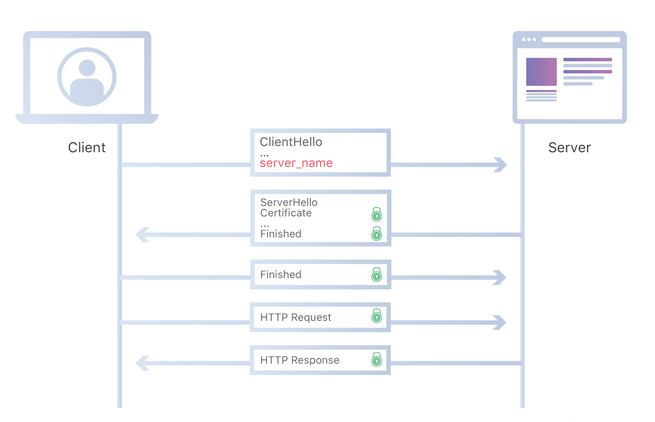 Client
Server
ClientHello
...
server_name
ServerHello
Certificate
...
Finished
Finished
HTTP Request
HTTP Response